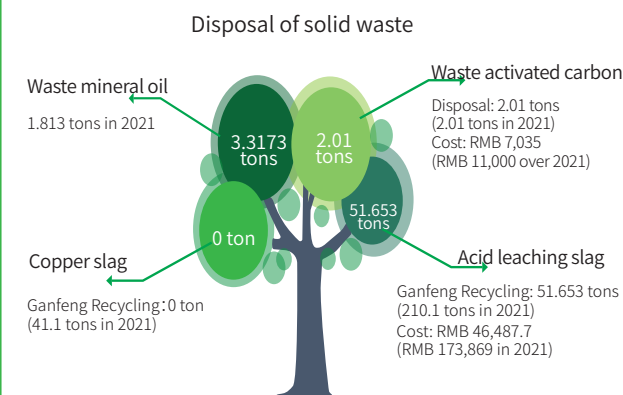 Disposal of solid waste
Waste mineral oil
1.813 tons in 2021
3.3173
tons
2.01
tons
Waste activated carbon
Disposal: 2.01 tons
(2.01 tons in 2021)
Cost: RMB 7,035
(RMB 11,000 over 2021)
0 ton
51.653
tons
Copper slag
Ganfeng Recycling：0 ton
(41.1 tons in 2021)
Acid leaching slag
Ganfeng Recycling: 51.653 tons
(210.1 tons in 2021)
Cost: RMB 46,487.7
(RMB 173,869 in 2021)